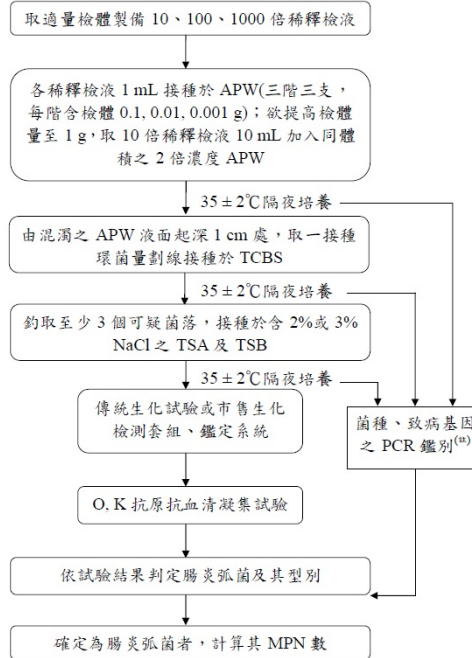 取適量檢體製備 10、100、1000 倍稀釋檢液
各稀釋檢液 1 mL 接種於 APW(三階三支，
每階含檢體 0.1, 0.01, 0.001 g)；欲提高檢體
量至 1 g，取 10 倍稀釋檢液 10 mL 加入同體
積之 2 倍濃度 APW
35 ± 2℃隔夜培養
由混濁之 APW 液面起深 1 cm 處，取一接種
環菌量劃線接種於 TCBS
35 ± 2℃隔夜培養
鈎取至少 3 個可疑菌落，接種於含 2%或 3%
NaCl 之 TSA 及 TSB
35 ± 2℃隔夜培養
傳統生化試驗或市售生化
檢測套組、鑑定系統
菌種、致病基因
之 PCR 鑑別(註)
O, K 抗原抗血清凝集試驗
依試驗結果判定腸炎弧菌及其型別
確定為腸炎弧菌者，計算其 MPN 數